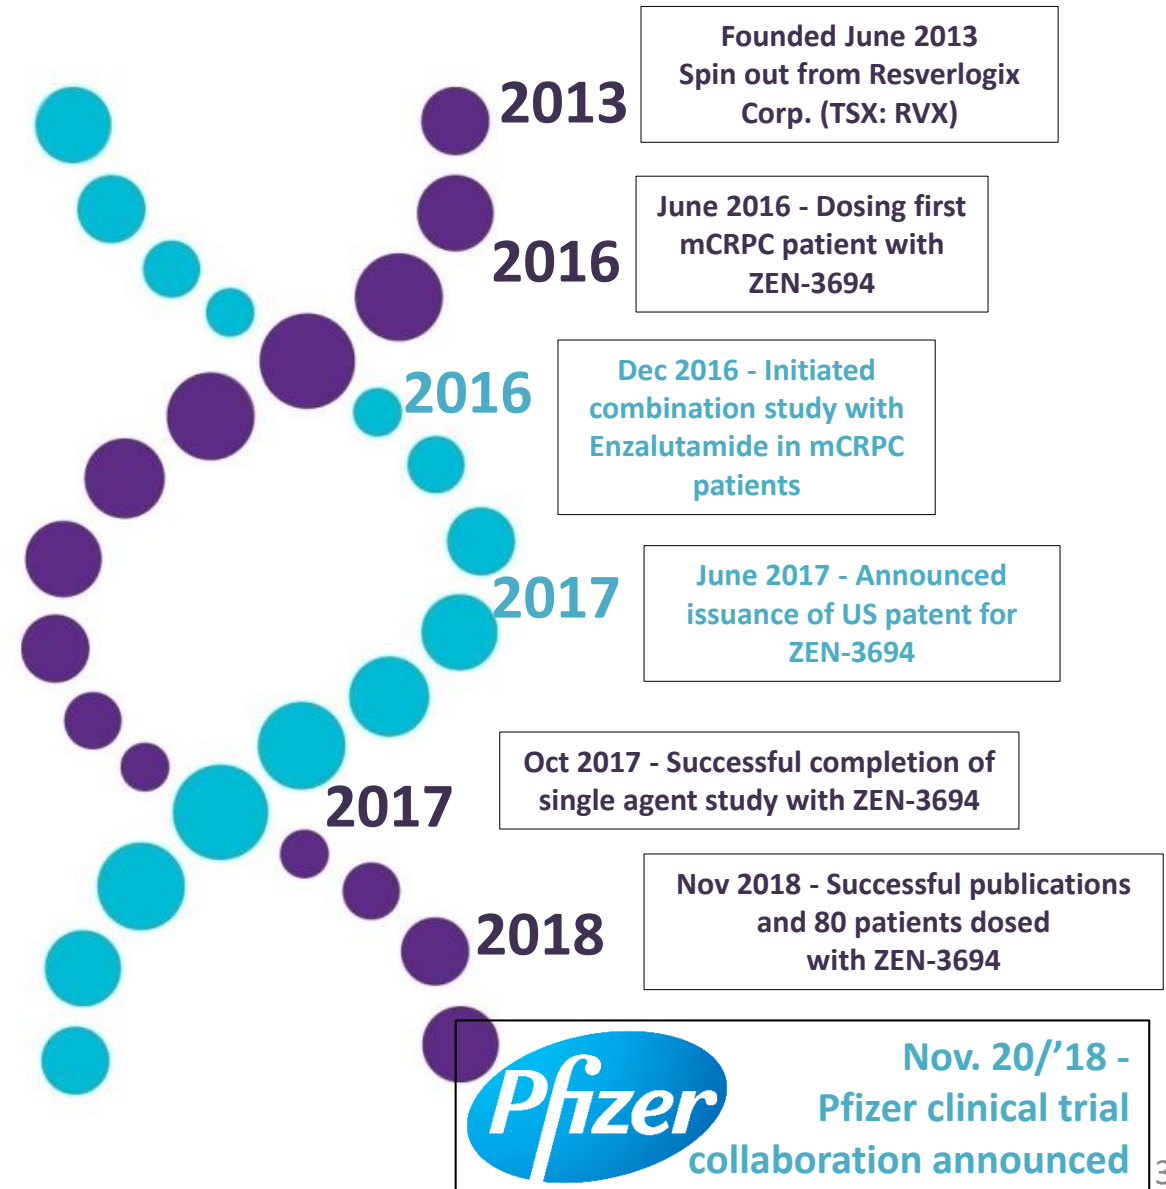 2013
Founded June 2013
Spin out from Resverlogix
Corp. (TSX: RVX)
2016
June 2016 - Dosing first
mCRPC patient with
ZEN-3694
2016
Dec 2016 - Initiated
combination study with
Enzalutamide in mCRPC
patients
2017
June 2017 - Announced
issuance of US patent for
ZEN-3694
2017
Oct 2017 - Successful completion of
single agent study with ZEN-3694
2018
Nov 2018 - Successful publications
and 80 patients dosed
with ZEN-3694
Pfizer
Nov. 20/’18 -
Pfizer clinical trial
collaboration announced
3